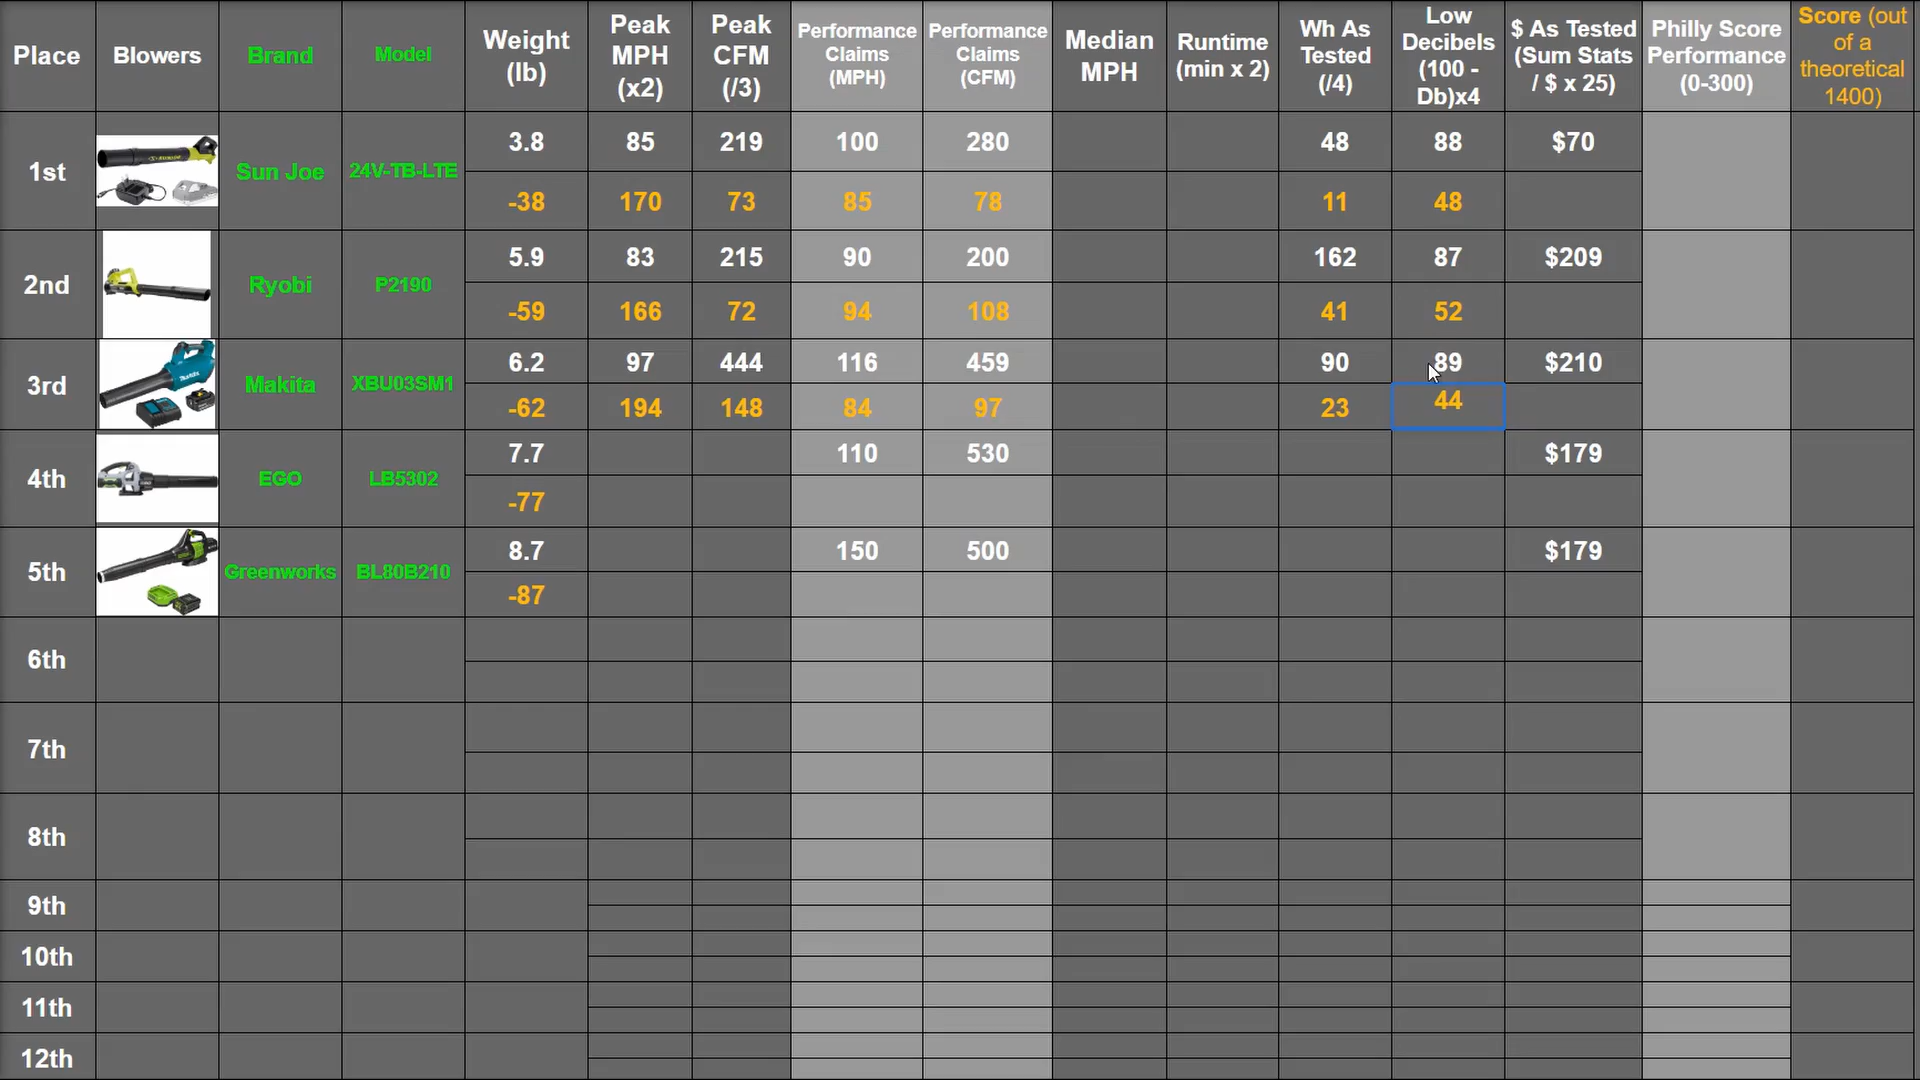 Place
Blowers
Brand
Model
Weight
(lb)
Peak
MPH
(x2)
Peak
CFM
(/3)
Performance
Claims
(MPH)
Performance
Claims
(CFM)
Median
MPH
Runtime
(min x 2)
Wh As
Tested
(/4)
Low
Decibels
(100 -
Db)x4
$ As Tested
(Sum Stats
/ $ x 25)
Philly Score
Performance
(0-300)
Score (out
of a
theoretical
1400)
1st
Sun Joe
24V-TB-LTE
3.8 85 219 100 280 48 88 $70
-38 170 73 85 78 11 48
2nd
Ryobi
P2190
5.9 83 215 90 200 162 87 $209
-59 166 72 94 108 41 52
3rd
Makita
XBU03SM1
6.2 97 444 116 459 90 89 $210
-62 194 148 84 97 23 44
4th
EGO
LB5302
7.7 110 530 $179
-77
5th
Greenworks
BL80B210
8.7 150 500 $179
-87
6th
7th
8th
9th
10th
11th
12th